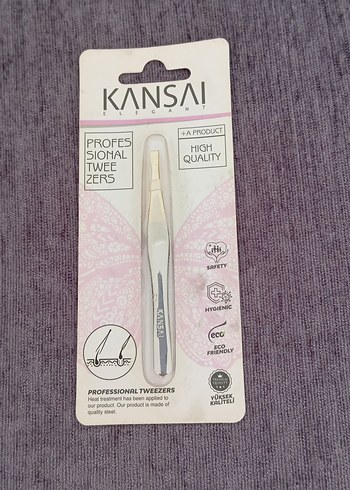 KANSAI
ELEGANT
PROFES
SIONAL
TWEE
ZERS
+A PRODUCT
HIGH
QUALITY
KANSAI
SAFETY
HYGIENIC
eco
ECO
FRIENDLY
YÜKSEK
KALİTELİ
PROFESSIONAL TWEEZERS
Heat treatment has been applied to
our product. Our product is made of
quality steel.